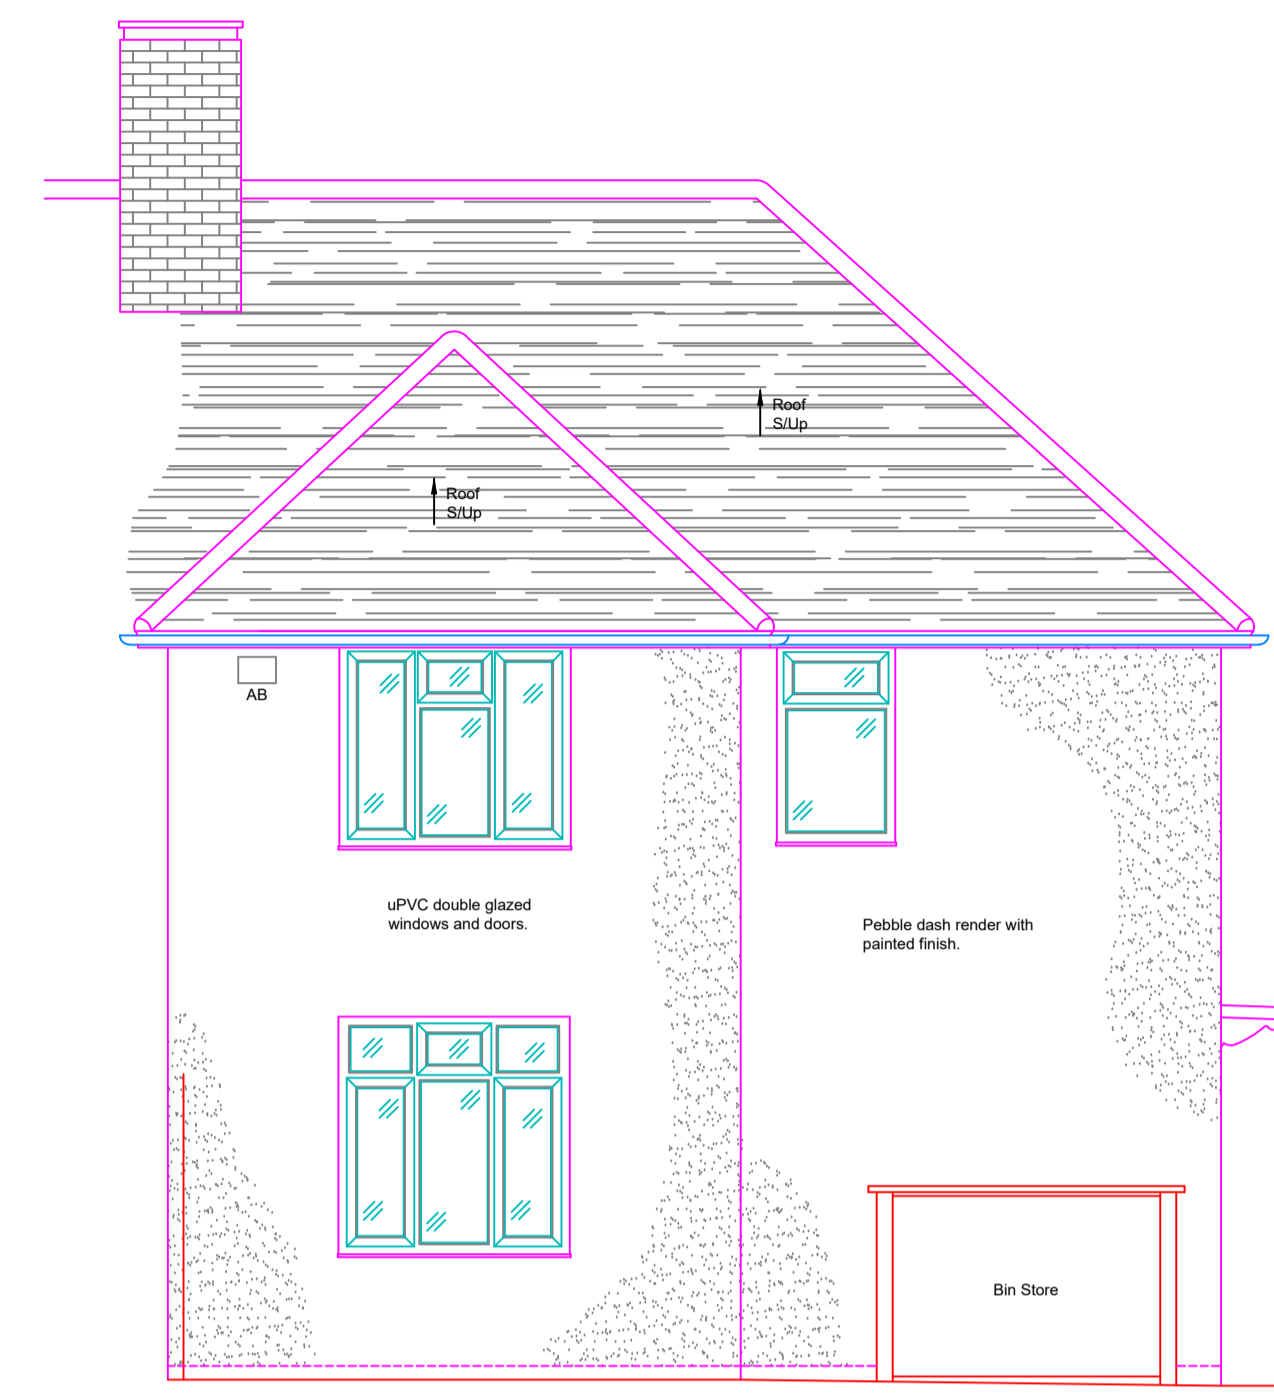 Roof
S/Up
Roof
S/Up
AB
uPVC double glazed
windows and doors.
Pebble dash render with
painted finish.
Bin Store